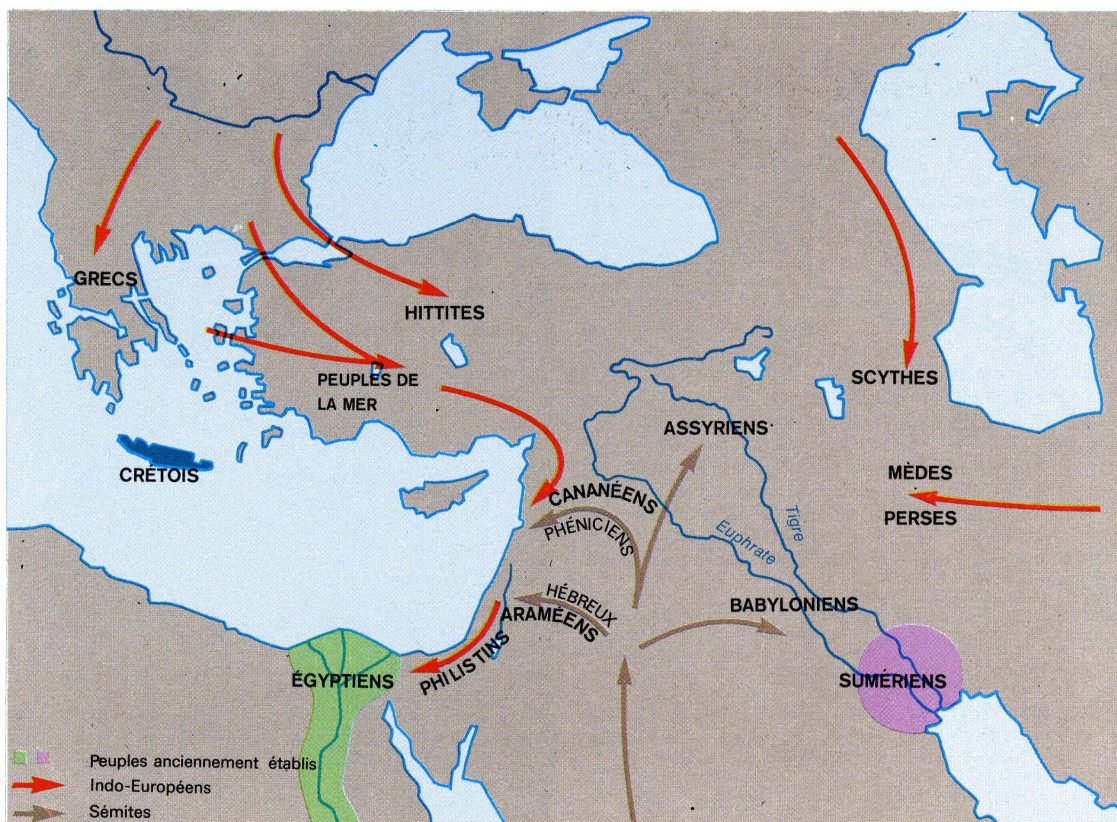 GRECS
HITTITES
PEUPLES DE
LA MER
SCYTHES
ASSYRIENS
CRÉTOIS
CANANÉENS
PHÉNICIENS
MÈDES
PERSES
Tigre
Euphrate
HÉBREUX
ARAMÉENS
BABYLONIENS
PHILISTINS
ÉGYPTIENS
SUMÉRIENS
Peuples anciennement établis
Indo-Européens
Sémites